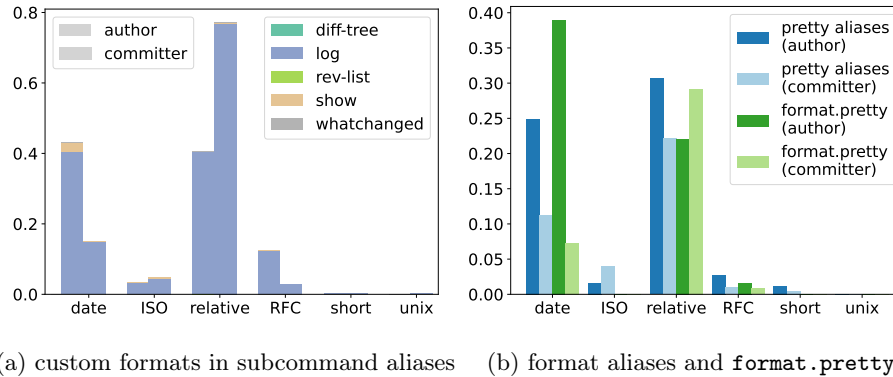 0.8
0.6
0.4
0.2
0.0
author
committer
diff-tree
log
rev-list
show
whatchanged
date ISO relative RFC short unix
a) custom formats in subcommand aliases
0.40
0.35
0.30
0.25
0.20
0.15
0.10
0.05
0.00
pretty aliases
(author)
pretty aliases
(committer)
format.pretty
(author)
format.pretty
(committer)
date ISO relative RFC short unix
(b) format aliases and format.pretty